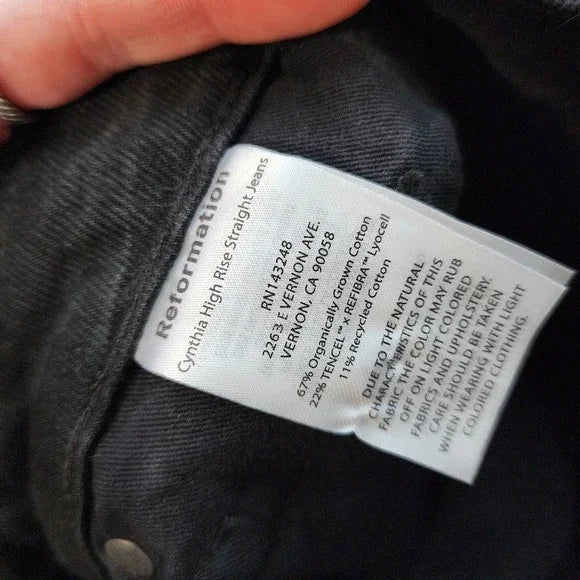 Reformation
Cynthia High Rise Straight Jeans
RN143248
2263 E VERNON AVE.
VERNON, CA 90058
67% Organically Grown Cotton
22% TENCEL™ x REFIBRA™ Lyocell
11% Recycled Cotton
DUE TO THE NATURAL
CHARACTERISTICS OF THIS
FABRIC THE COLOR MAY RUB
OFF ON LIGHT COLORED
FABRICS AND UPHOLSTERY.
CARE SHOULD BE TAKEN
WHEN WEARING WITH LIGHT
COLORED CLOTHING.